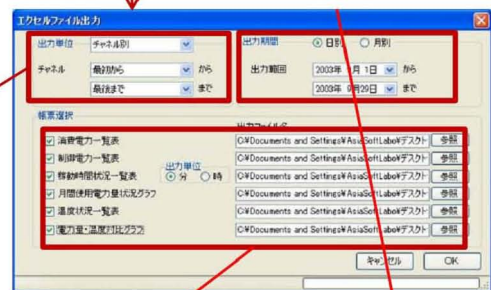 エクセルファイル出力
出力単位 チャネル別
チャネル 最初から から
最後まで まで
出力期間 日別 月別
出力範囲 2003年 月 1日 から
2003年 9月29日 まで
帳票選択
消費電力一覧表 C¥Documents and Settings¥AsiaSoftLabo¥デスクト 参照
制御電力一覧表 C¥Documents and Settings¥AsiaSoftLabo¥デスクト 参照
稼動時間状況一覧表 出力単位 分 時 C¥Documents and Settings¥AsiaSoftLabo¥デスクト 参照
月間使用電力量状況グラフ C¥Documents and Settings¥AsiaSoftLabo¥デスクト 参照
温度状況一覧表 C¥Documents and Settings¥AsiaSoftLabo¥デスクト 参照
電力量・温度対比グラフ C¥Documents and Settings¥AsiaSoftLabo¥デスクト 参照
キャンセル OK